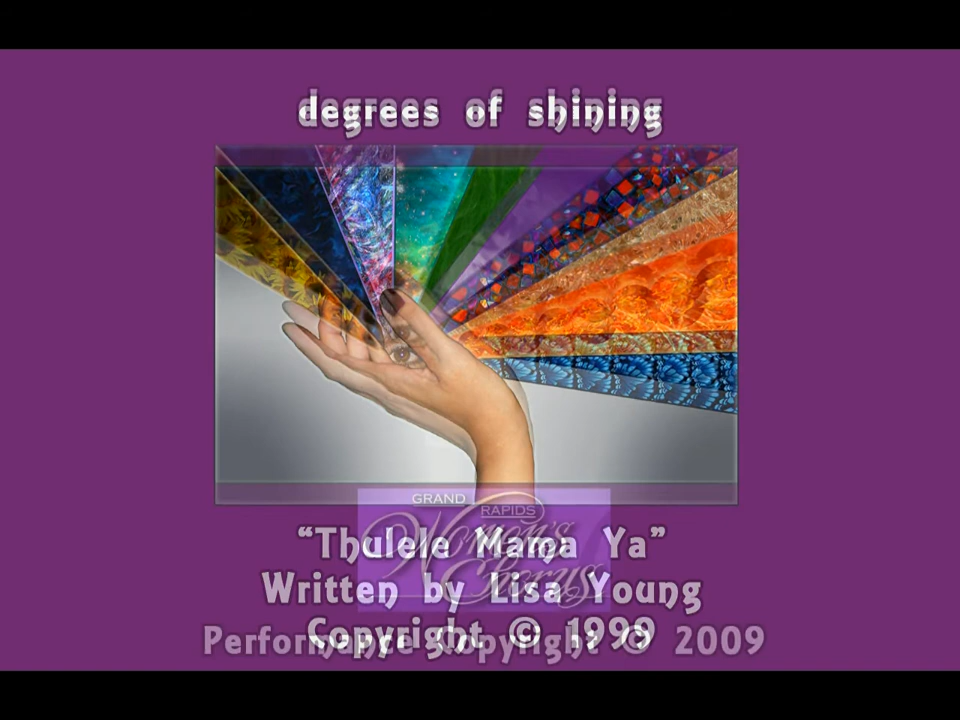 degrees of shining
GRAND
RAPIDS
Women's
Chorus
“Thulele Mama Ya”
Written by Lisa Young
Copyright © 1999
Performance Copyright © 2009